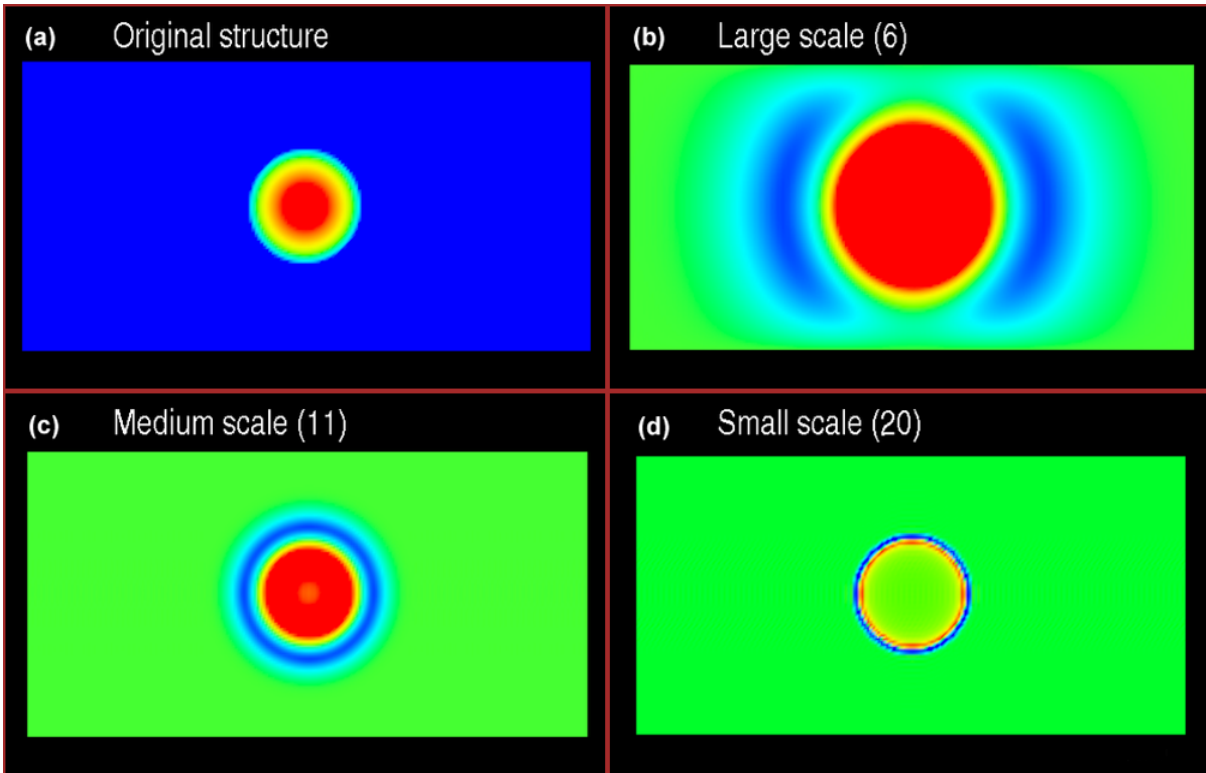 (a) Original structure
(b) Large scale (6)
(c) Medium scale (11)
(d) Small scale (20)